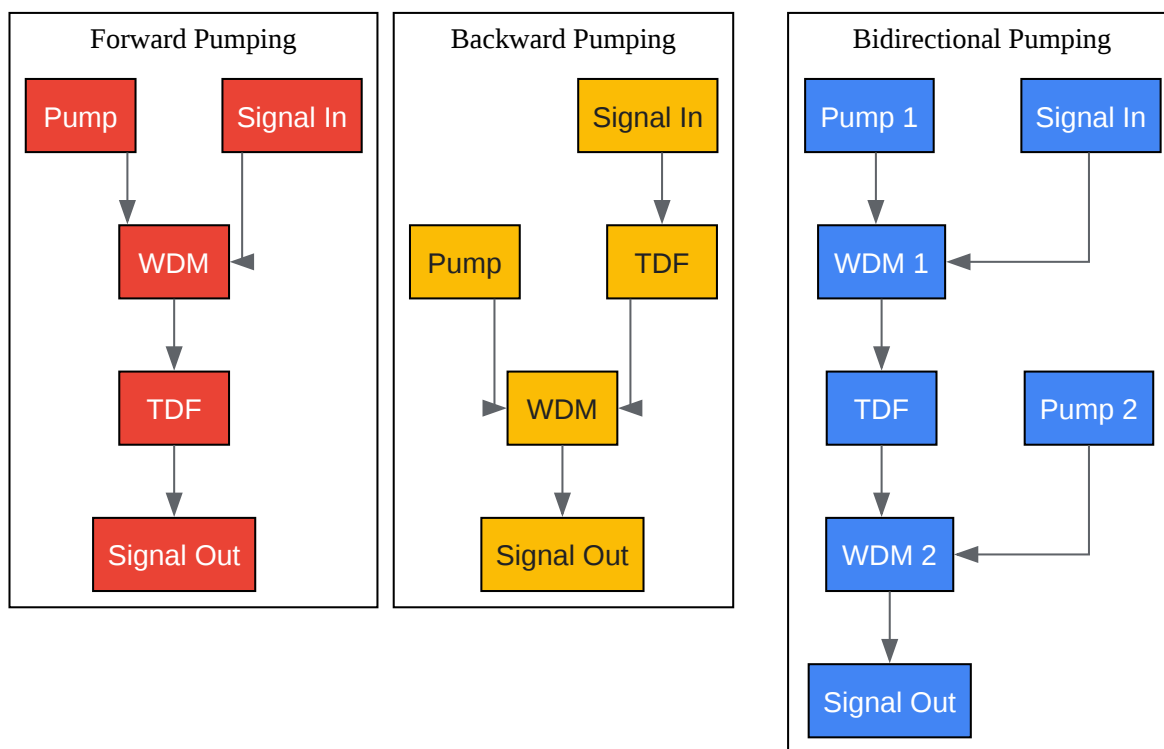 Forward Pumping
Pump
Signal In
WDM
TDF
Signal Out
Backward Pumping
Signal In
Pump
TDF
WDM
Signal Out
Bidirectional Pumping
Pump 1
Signal In
WDM 1
TDF
Pump 2
WDM 2
Signal Out